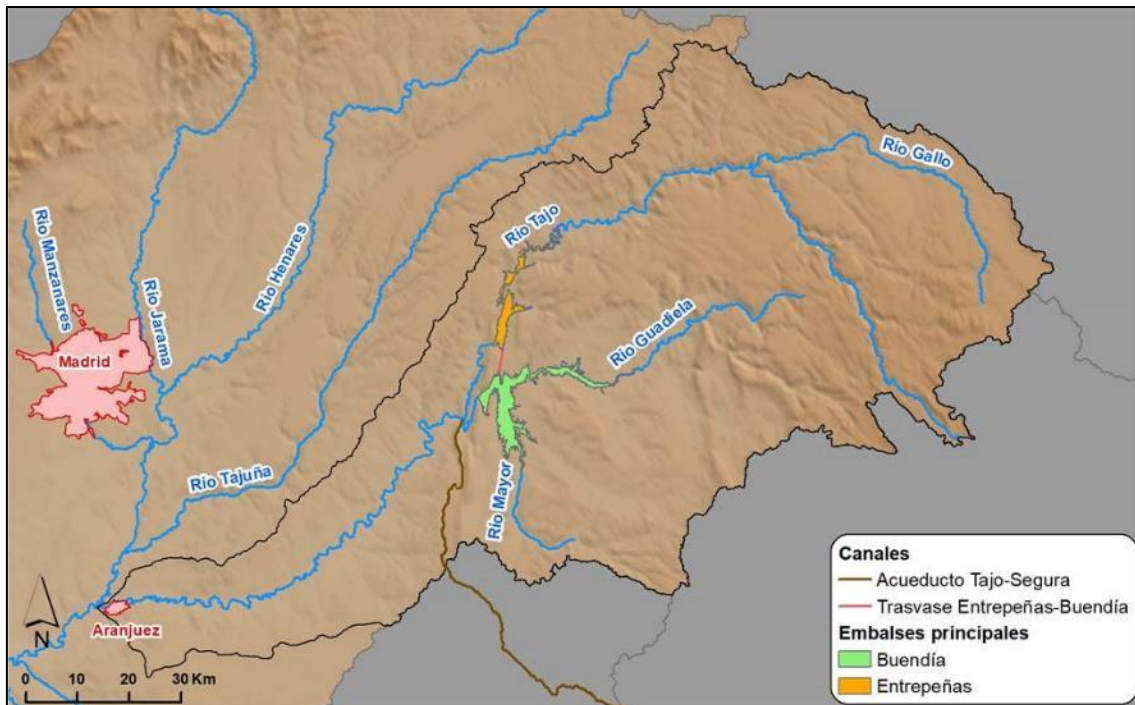 Río Gallo
Río Tajo
Río Manzanares
Río Henares
Río Jarama
Madrid
Río Guadiela
Río Tajuña
Río Mayor
Aranjuez
N
0 10 20 30 Km
Canales
Acueducto Tajo-Segura
Trasvase Entrepeñas-Buendía
Embalses principales
Buendía
Entrepeñas